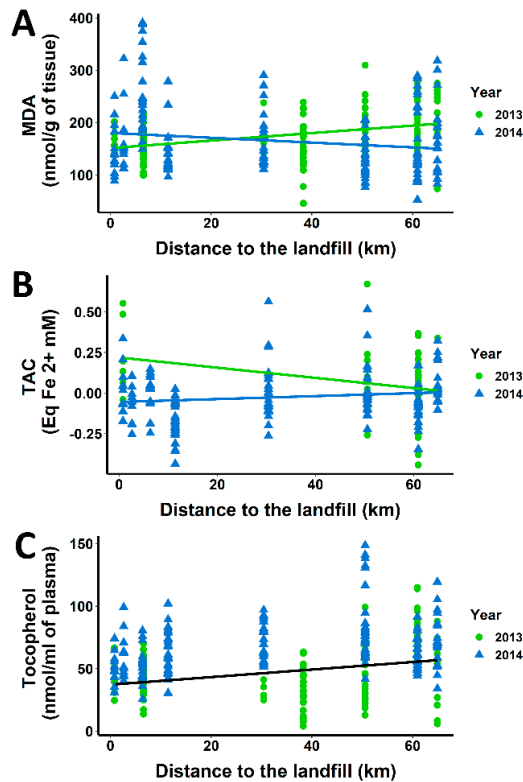 A
MDA
(nmol/g of tissue)
400
300
200
100
0
20
40
60
Distance to the landfill (km)
Year
2013
2014
B
TAC
(Eq Fe 2+ mM)
0.50
0.25
0.00
-0.25
0
20
40
60
Distance to the landfill (km)
Year
2013
2014
C
Tocopherol
(nmol/ml of plasma)
150
100
50
0
0
20
40
60
Distance to the landfill (km)
Year
2013
2014